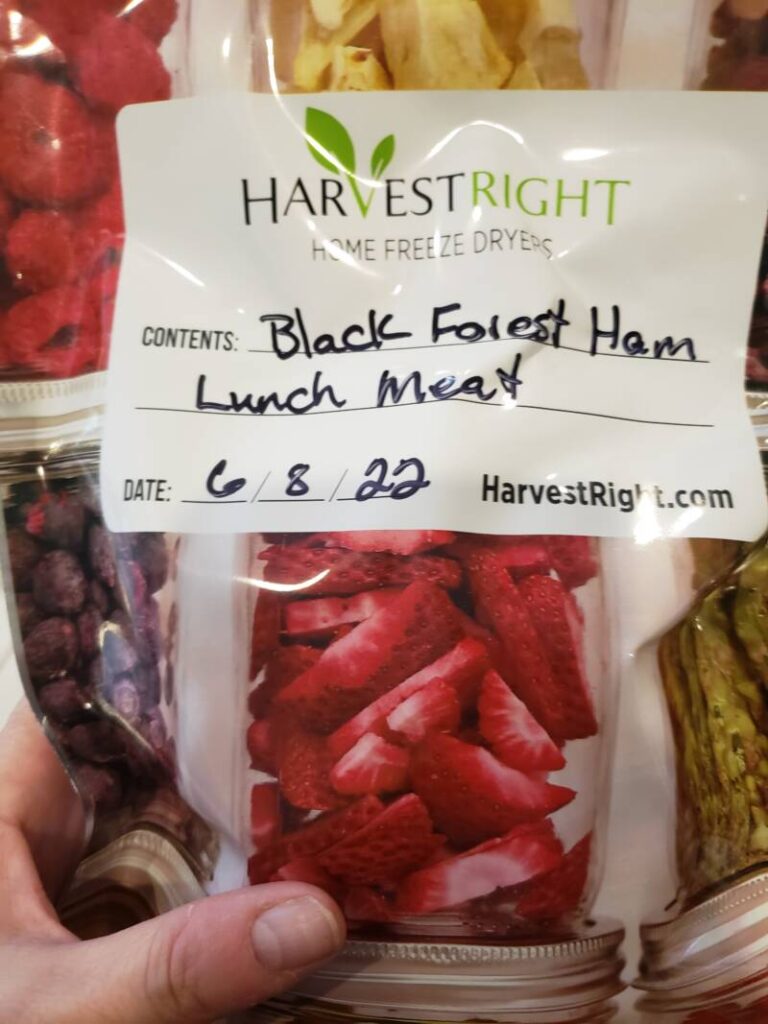 HARVESTRIGHT
HOME FREEZE DRYERS
CONTENTS: Black Forest Ham
Lunch Meat
DATE: 6/8/22 HarvestRight.com